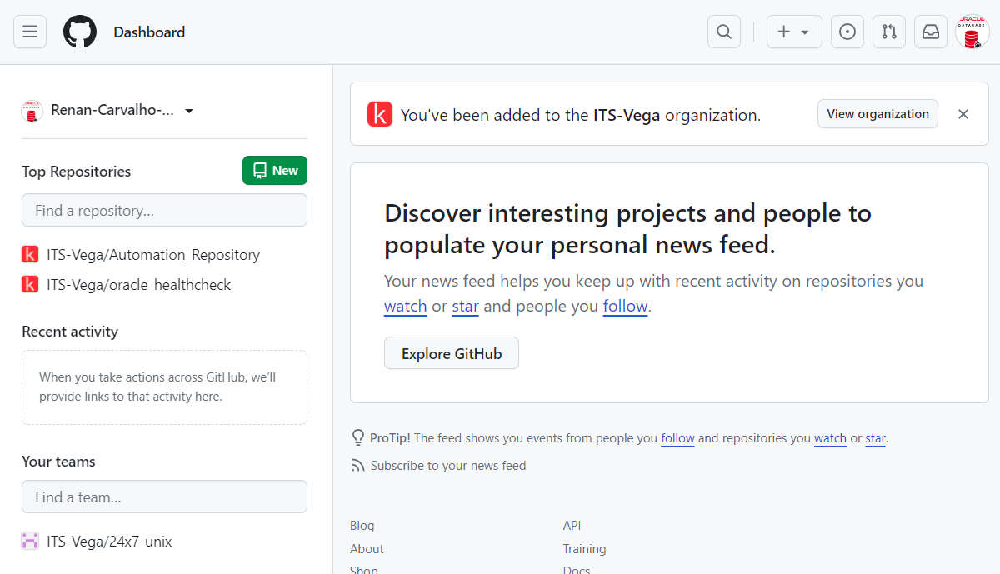 Dashboard
ORACLE
DATABASE
Renan-Carvalho-...
Top Repositories
New
Find a repository...
ITS-Vega/Automation_Repository
ITS-Vega/oracle_healthcheck
Recent activity
When you take actions across GitHub, we'll
provide links to that activity here.
Your teams
Find a team...
ITS-Vega/24x7-unix
k You've been added to the ITS-Vega organization.
View organization
Discover interesting projects and people to
populate your personal news feed.
Your news feed helps you keep up with recent activity on repositories you
watch or star and people you follow.
Explore GitHub
ProTip! The feed shows you events from people you follow and repositories you watch or star.
Subscribe to your news feed
Blog
About
Shop
API
Training
Docs